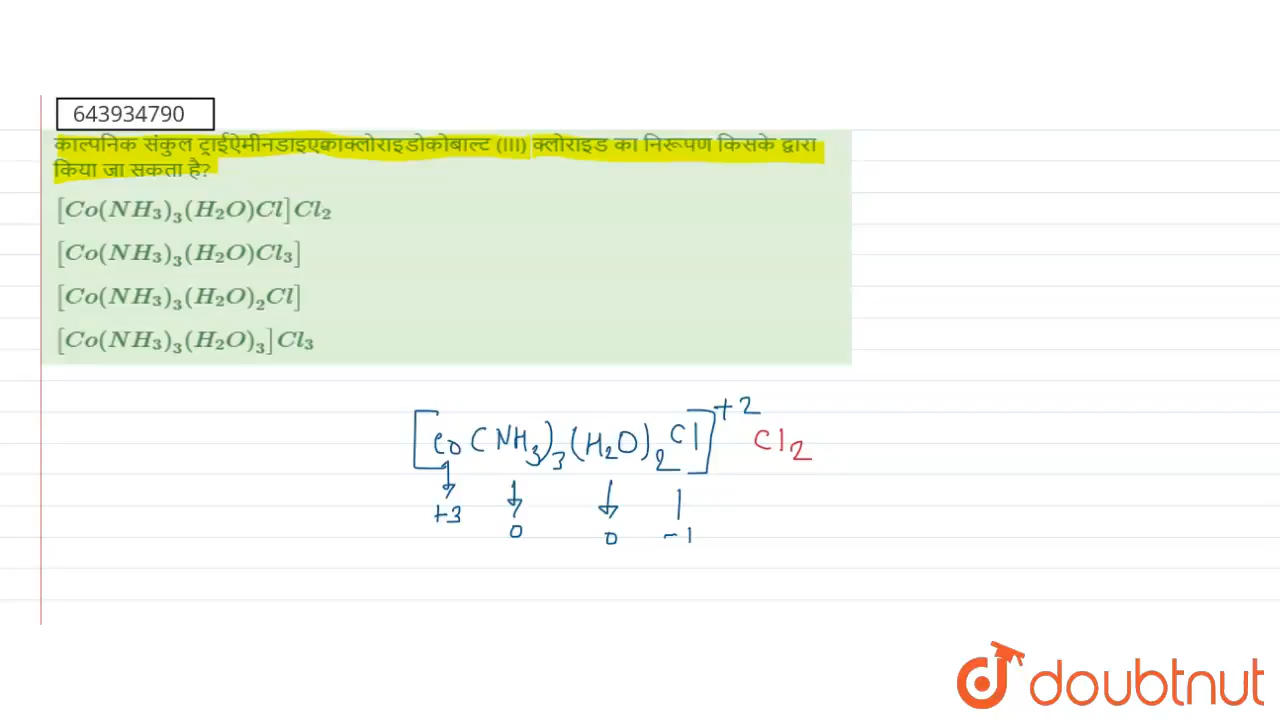 643934790
काल्पनिक संकुल ट्राईऐमीनडाइएक्वाक्लोराइडोकोबाल्ट (III) क्लोराइड का निरूपण किसके द्वारा
किया जा सकता है?
[Co(NH₃)₃(H₂O)Cl]Cl₂
[Co(NH₃)₃(H₂O)Cl₃]
[Co(NH₃)₃(H₂O)₂Cl]
[Co(NH₃)₃(H₂O)₃]Cl₃
[Co(NH₃)₃(H₂O)₂Cl]⁺² Cl₂
+3 0 0 -1
doubtnut